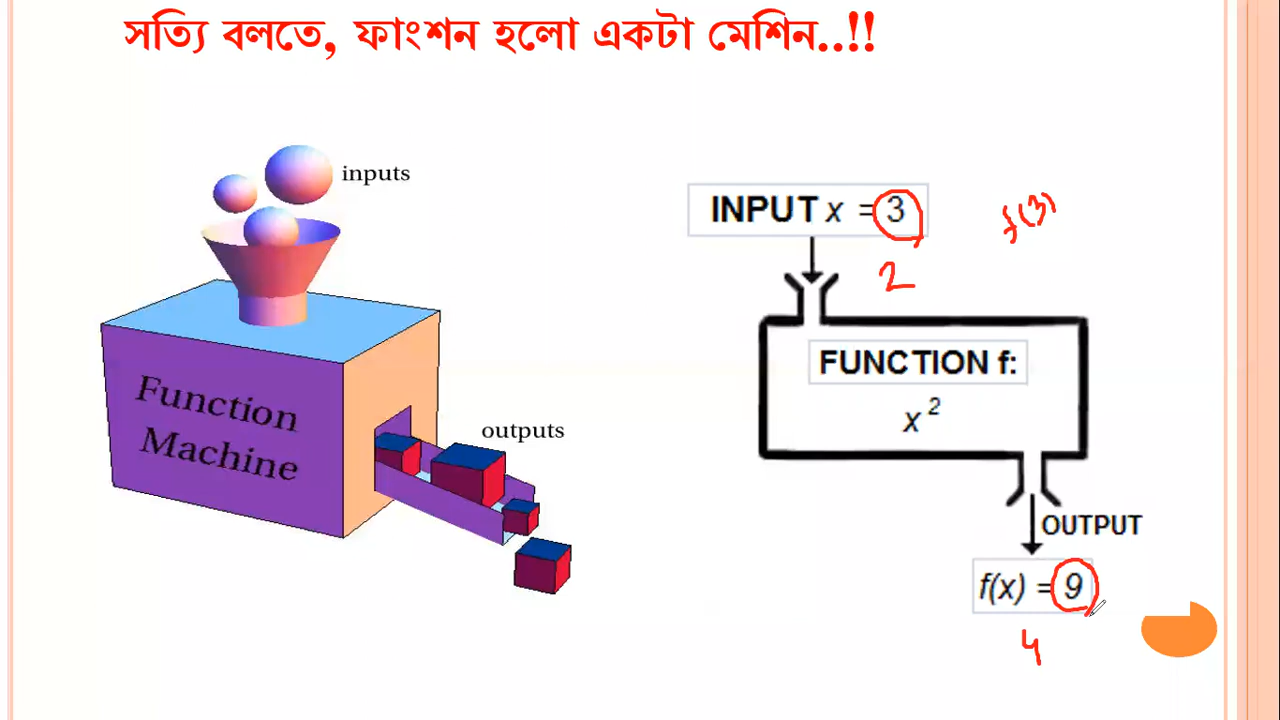 সত্যি বলতে, ফাংশন হলো একটা মেশিন..!!
inputs
Function
Machine
outputs
INPUT x = 3
f(3)
2
FUNCTION f:
x²
OUTPUT
f(x) = 9
4